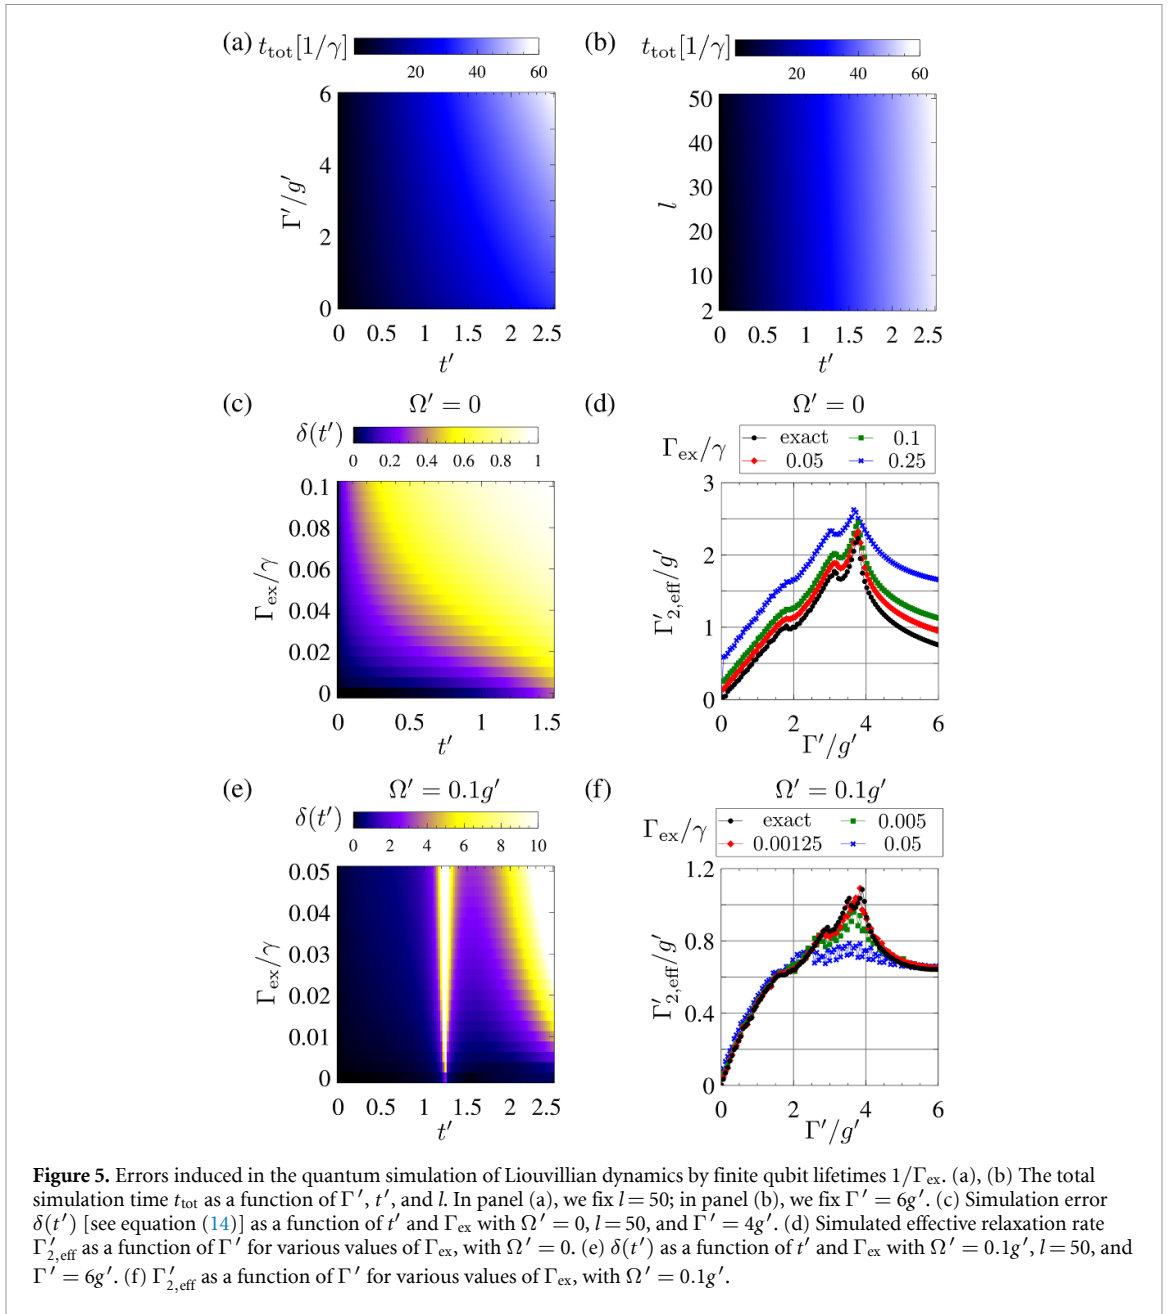 (a) t_tot[1/γ]
20 40 60
6
4
2
0
Γ′/g′
0 0.5 1 1.5 2 2.5
t′
(b) t_tot[1/γ]
20 40 60
50
40
30
20
10
2
l
0 0.5 1 1.5 2 2.5
t′
(c) Ω′ = 0
δ(t′)
0 0.2 0.4 0.6 0.8 1
0.1
0.08
0.06
0.04
0.02
0
Γ_ex/γ
0 0.5 1 1.5
t′
(d) Ω′ = 0
Γ_ex/γ
exact 0.1
0.05 0.25
3
2
1
0
Γ′_2,eff/g′
0 2 4 6
Γ′/g′
(e) Ω′ = 0.1g′
δ(t′)
0 2 4 6 8 10
0.05
0.04
0.03
0.02
0.01
0
Γ_ex/γ
0 0.5 1 1.5 2 2.5
t′
(f) Ω′ = 0.1g′
Γ_ex/γ
exact 0.005
0.00125 0.05
1.2
0.8
0.4
0
Γ′_2,eff/g′
0 2 4 6
Γ′/g′
Figure 5. Errors induced in the quantum simulation of Liouvillian dynamics by finite qubit lifetimes 1/Γ_ex. (a), (b) The total
simulation time t_tot as a function of Γ′, t′, and l. In panel (a), we fix l = 50; in panel (b), we fix Γ′ = 6g′. (c) Simulation error
δ(t′) [see equation (14)] as a function of t′ and Γ_ex with Ω′ = 0, l = 50, and Γ′ = 4g′. (d) Simulated effective relaxation rate
Γ′_2,eff as a function of Γ′ for various values of Γ_ex, with Ω′ = 0. (e) δ(t′) as a function of t′ and Γ_ex with Ω′ = 0.1g′, l = 50, and
Γ′ = 6g′. (f) Γ′_2,eff as a function of Γ′ for various values of Γ_ex, with Ω′ = 0.1g′.